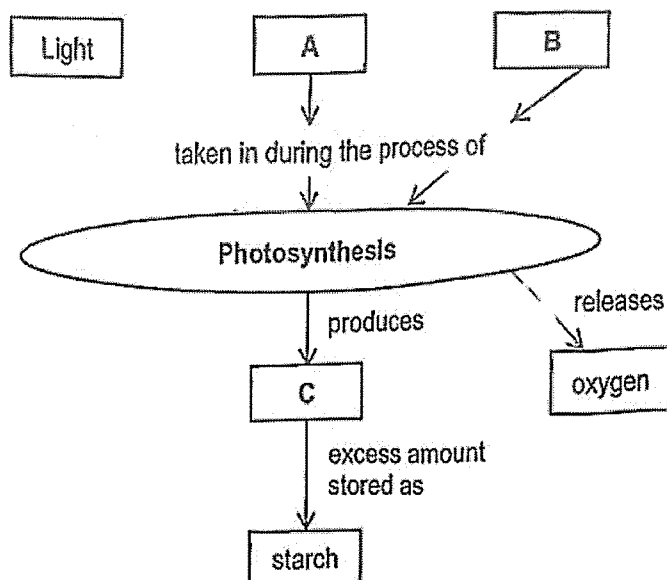 Light
A
B
taken in during the process of
Photosynthesis
produces
releases
C
oxygen
excess amount
stored as
starch